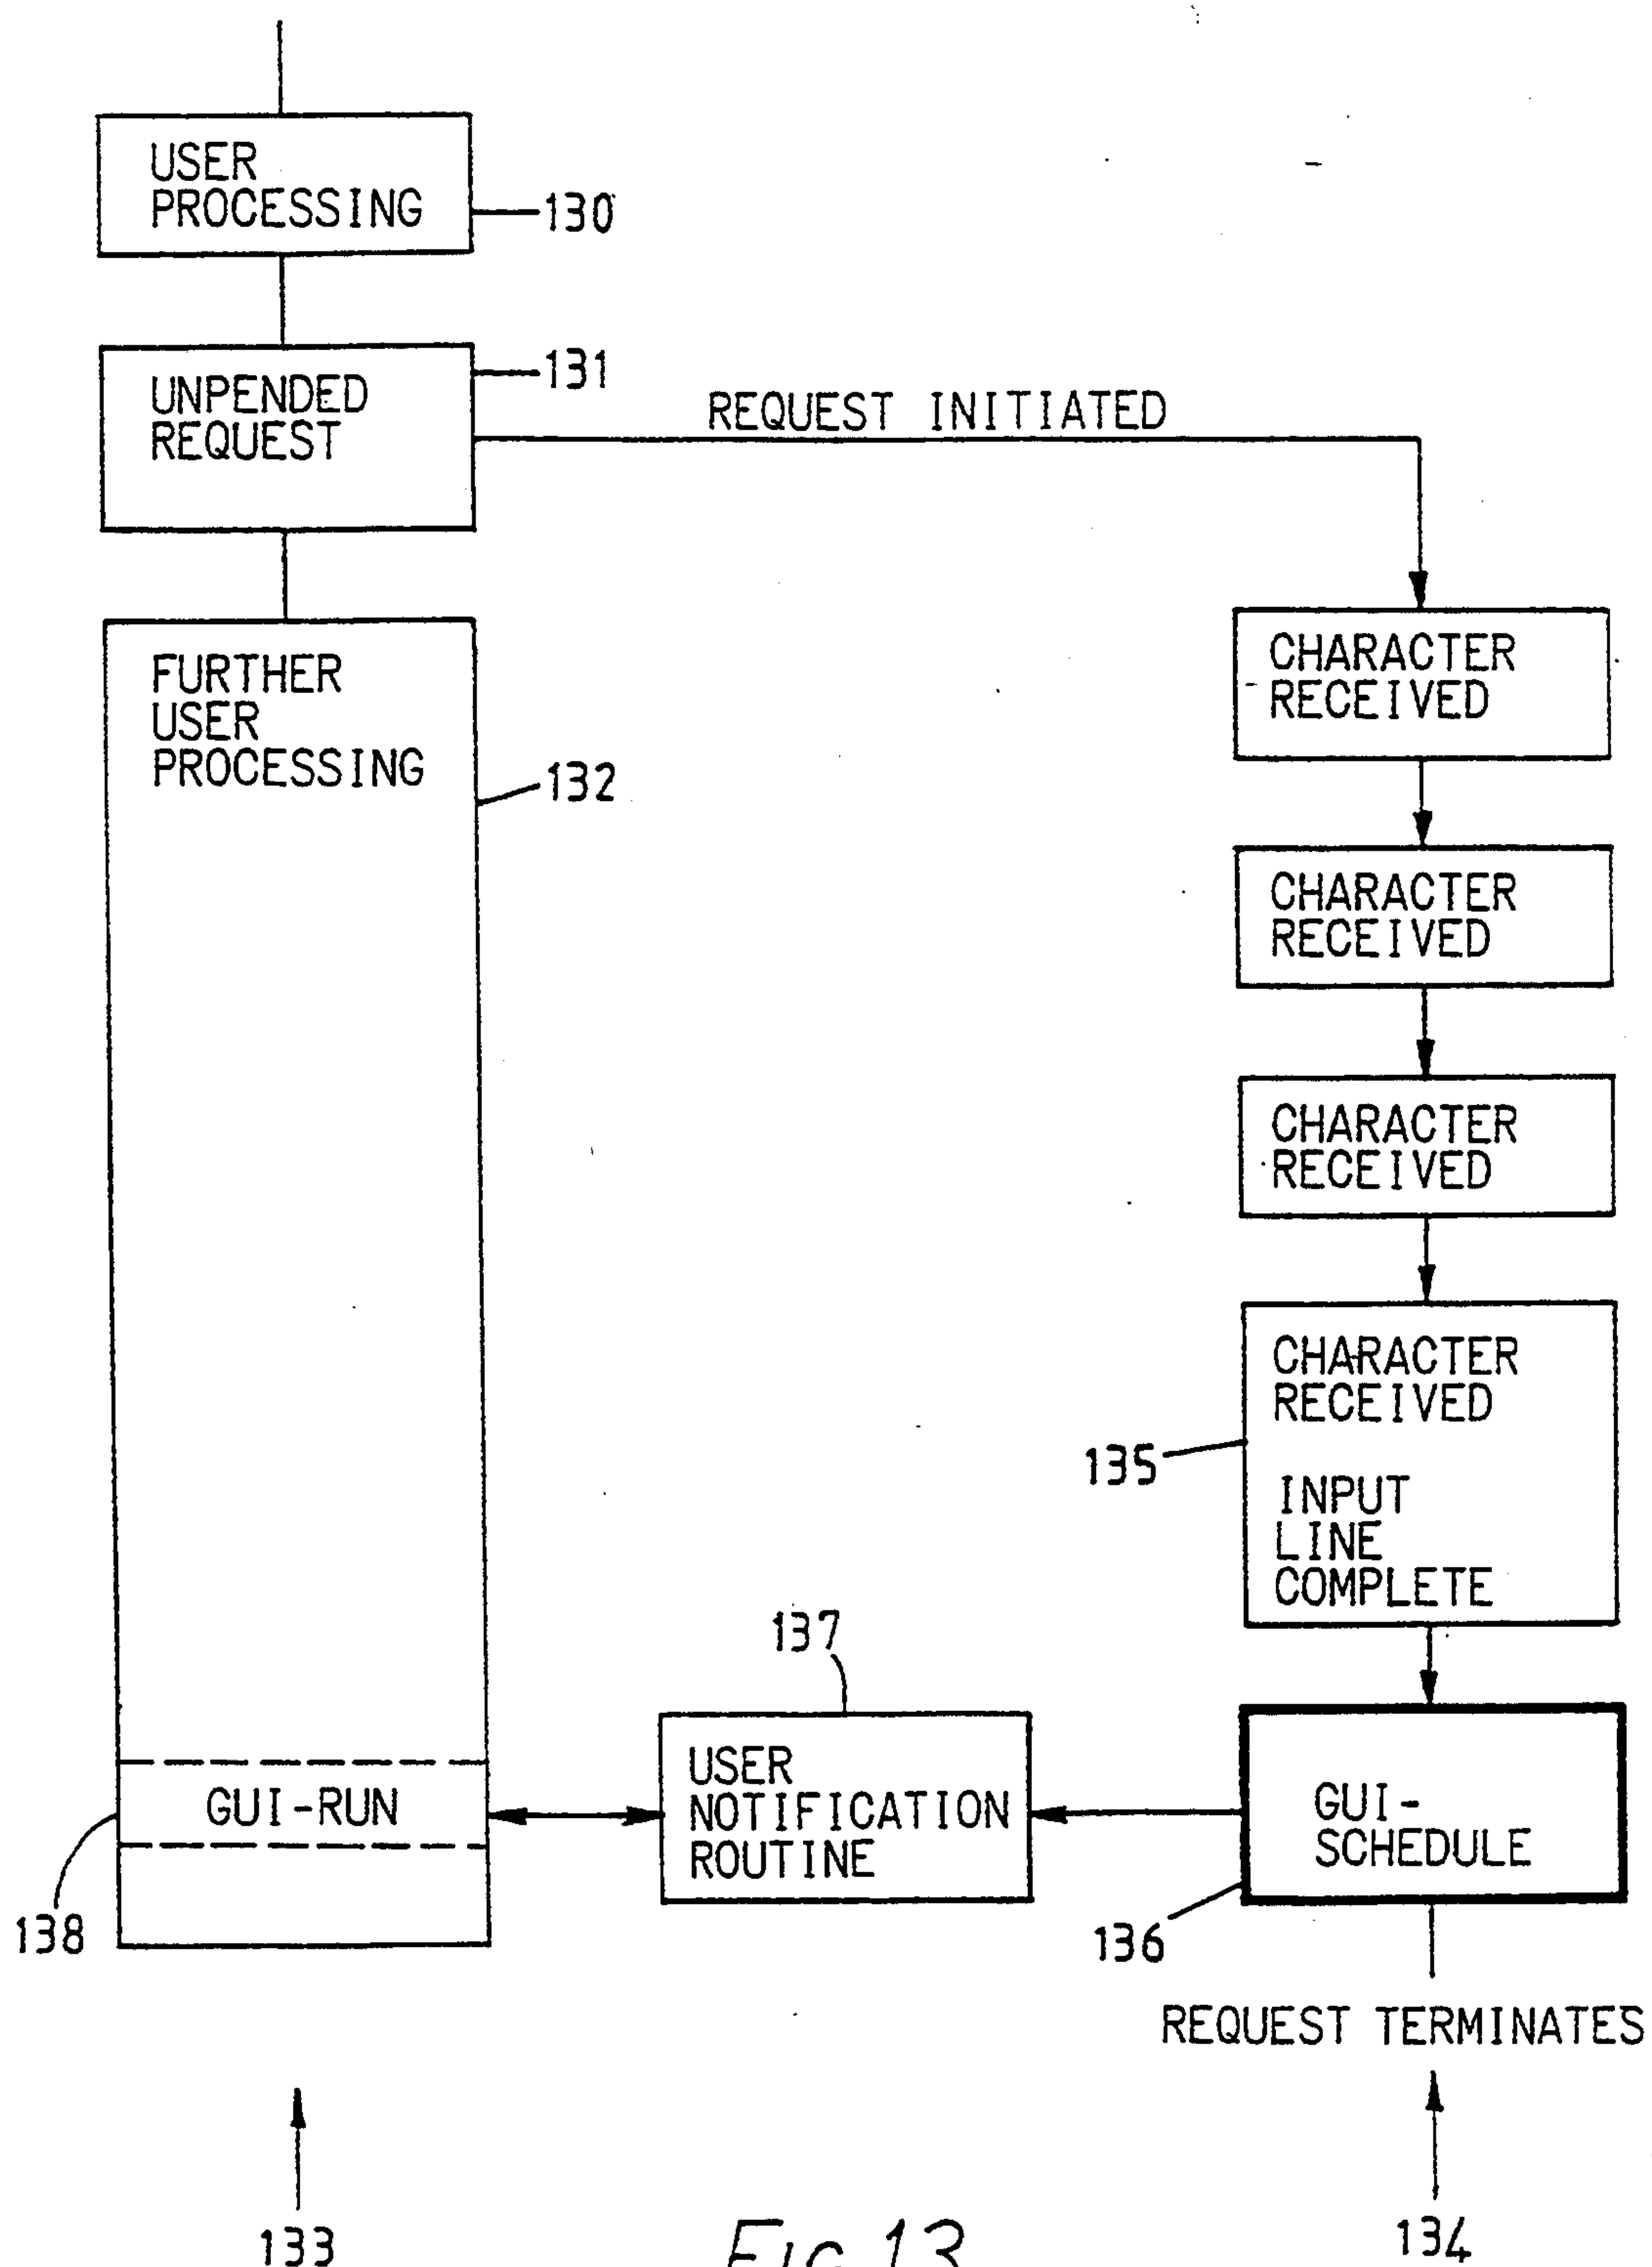 USER
PROCESSING
130
UNPENDED
REQUEST
131
REQUEST INITIATED
FURTHER
USER
PROCESSING
132
CHARACTER
RECEIVED
CHARACTER
RECEIVED
CHARACTER
RECEIVED
CHARACTER
RECEIVED
INPUT
LINE
COMPLETE
135
137
USER
NOTIFICATION
ROUTINE
GUI-RUN
138
GUI-
SCHEDULE
136
REQUEST TERMINATES
133
134
Fig.13